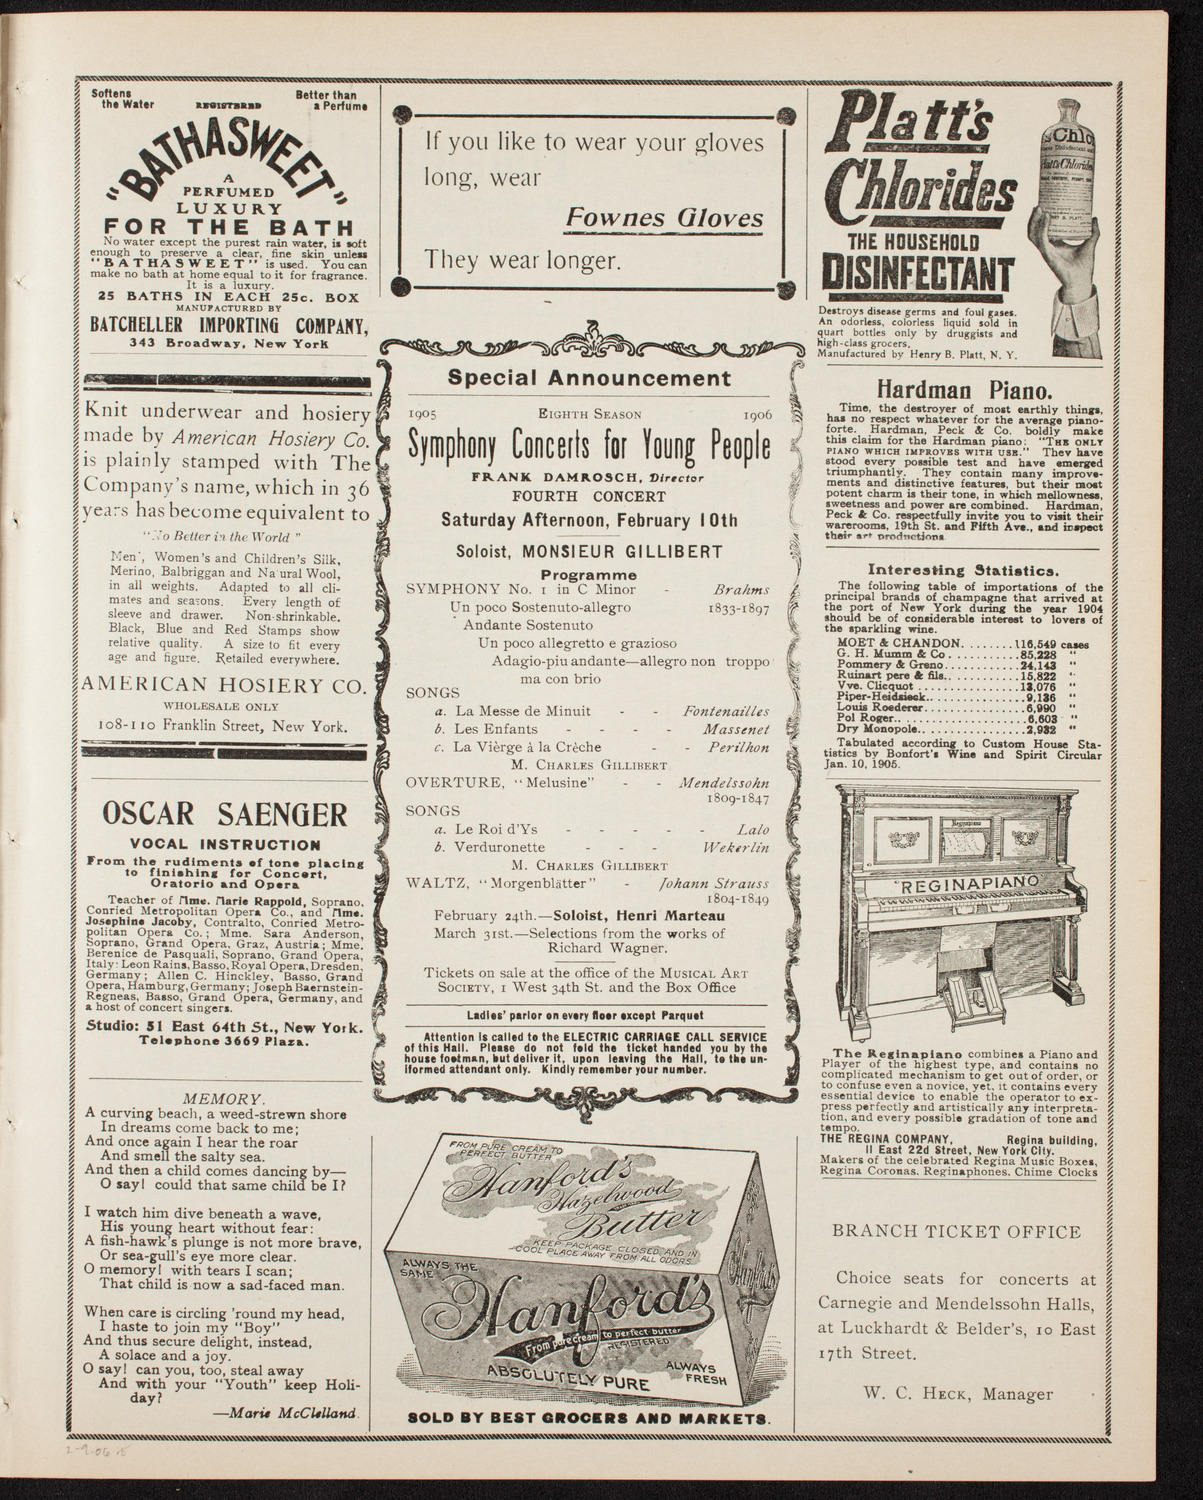 Softens
the Water
REGISTERED
Better than
a Perfume
"BATHASWEET"
A
PERFUMED
LUXURY
FOR THE BATH
No water except the purest rain water, is soft
enough to preserve a clear, fine skin unless
"BATHASWEET" is used. You can
make no bath at home equal to it for fragrance.
It is a luxury.
25 BATHS IN EACH 25c. BOX
MANUFACTURED BY
BATCHELLER IMPORTING COMPANY,
343 Broadway, New York
Knit underwear and hosiery
made by American Hosiery Co.
is plainly stamped with The
Company's name, which in 36
years has become equivalent to
"No Better in the World"
Men', Women's and Children's Silk,
Merino, Balbriggan and Na ural Wool,
in all weights. Adapted to all cli-
mates and seasons. Every length of
sleeve and drawer. Non-shrinkable.
Black, Blue and Red Stamps show
relative quality. A size to fit every
age and figure. Retailed everywhere.
AMERICAN HOSIERY CO.
WHOLESALE ONLY
108-110 Franklin Street, New York.
OSCAR SAENGER
VOCAL INSTRUCTION
From the rudiments of tone placing
to finishing for Concert,
Oratorio and Opera
Teacher of Mme. Marie Rappold, Soprano,
Conried Metropolitan Opera Co., and Mme.
Josephine Jacoby, Contralto, Conried Metro-
politan Opera Co.; Mme. Sara Anderson,
Soprano, Grand Opera, Graz, Austria; Mme.
Berenice de Pasquali, Soprano, Grand Opera,
Italy; Leon Rains, Basso, Royal Opera, Dresden,
Germany; Allen C. Hinckley, Basso, Grand
Opera, Hamburg, Germany; Joseph Baernstein-
Regneas, Basso, Grand Opera, Germany, and
a host of concert singers.
Studio: 51 East 64th St., New York.
Telephone 3669 Plaza.
MEMORY.
A curving beach, a weed-strewn shore
In dreams come back to me;
And once again I hear the roar
And smell the salty sea.
And then a child comes dancing by—
O say! could that same child be I?
I watch him dive beneath a wave,
His young heart without fear:
A fish-hawk's plunge is not more brave,
Or sea-gull's eye more clear.
O memory! with tears I scan;
That child is now a sad-faced man.
When care is circling 'round my head,
I haste to join my "Boy"
And thus secure delight, instead,
A solace and a joy.
O say! can you, too, steal away
And with your "Youth" keep Holi-
day?
—Marie McClelland.
2-9-06 E
If you like to wear your gloves
long, wear
Fownes Gloves
They wear longer.
Special Announcement
1905 EIGHTH SEASON 1906
Symphony Concerts for Young People
FRANK DAMROSCH, Director
FOURTH CONCERT
Saturday Afternoon, February 10th
Soloist, MONSIEUR GILLIBERT
Programme
SYMPHONY No. 1 in C Minor - Brahms
Un poco Sostenuto-allegro 1833-1897
Andante Sostenuto
Un poco allegretto e grazioso
Adagio-piu andante—allegro non troppo
ma con brio
SONGS
a. La Messe de Minuit - - Fontenailles
b. Les Enfants - - - - Massenet
c. La Vièrge à la Crèche - - Perilhon
M. CHARLES GILLIBERT
OVERTURE, "Melusine" - - Mendelssohn
1809-1847
SONGS
a. Le Roi d'Ys - - - - - Lalo
b. Verduronette - - - Wekerlin
M. CHARLES GILLIBERT
WALTZ, "Morgenblätter" - Johann Strauss
1804-1849
February 24th.—Soloist, Henri Marteau
March 31st.—Selections from the works of
Richard Wagner.
Tickets on sale at the office of the MUSICAL ART
SOCIETY, 1 West 34th St. and the Box Office
Ladies' parlor on every floor except Parquet
Attention is called to the ELECTRIC CARRIAGE CALL SERVICE
of this Hall. Please do not fold the ticket handed you by the
house footman, but deliver it, upon leaving the Hall, to the un-
iformed attendant only. Kindly remember your number.
FROM PURE CREAM TO
PERFECT BUTTER
Hanford's
Hazelwood
Butter
KEEP PACKAGE CLOSED AND IN
COOL PLACE AWAY FROM ALL ODORS.
ALWAYS THE
SAME
Hanford's
From pure cream to perfect butter
REGISTERED
ABSOLUTELY PURE
ALWAYS
FRESH
Hanford's
SOLD BY BEST GROCERS AND MARKETS.
Platt's
Chlorides
THE HOUSEHOLD
DISINFECTANT
Platt's Chlorides
Destroys disease germs and foul gases.
An odorless, colorless liquid sold in
quart bottles only by druggists and
high-class grocers.
Manufactured by Henry B. Platt, N. Y.
Hardman Piano.
Time, the destroyer of most earthly things,
has no respect whatever for the average piano-
forte. Hardman, Peck & Co. boldly make
this claim for the Hardman piano: "THE ONLY
PIANO WHICH IMPROVES WITH USE." They have
stood every possible test and have emerged
triumphantly. They contain many improve-
ments and distinctive features, but their most
potent charm is their tone, in which mellowness,
sweetness and power are combined. Hardman,
Peck & Co. respectfully invite you to visit their
warerooms, 19th St. and Fifth Ave., and inspect
their art productions
Interesting Statistics.
The following table of importations of the
principal brands of champagne that arrived at
the port of New York during the year 1904
should be of considerable interest to lovers of
the sparkling wine.
MOET & CHANDON........116,549 cases
G. H. Mumm & Co...........85,228 "
Pommery & Greno...........24,143 "
Ruinart pere & fils..........15,822 "
Vve. Clicquot................13,076 "
Piper-Heidsieck..............9,136 "
Louis Roederer...............6,990 "
Pol Roger.....................6,603 "
Dry Monopole................2,932 "
Tabulated according to Custom House Sta-
tistics by Bonfort's Wine and Spirit Circular
Jan. 10, 1905.
Reginapiano
"REGINAPIANO"
The Reginapiano combines a Piano and
Player of the highest type, and contains no
complicated mechanism to get out of order, or
to confuse even a novice, yet, it contains every
essential device to enable the operator to ex-
press perfectly and artistically any interpreta-
tion, and every possible gradation of tone and
tempo.
THE REGINA COMPANY, Regina building,
11 East 22d Street, New York City.
Makers of the celebrated Regina Music Boxes,
Regina Coronas, Reginaphones, Chime Clocks
BRANCH TICKET OFFICE
Choice seats for concerts at
Carnegie and Mendelssohn Halls,
at Luckhardt & Belder's, 10 East
17th Street.
W. C. HECK, Manager